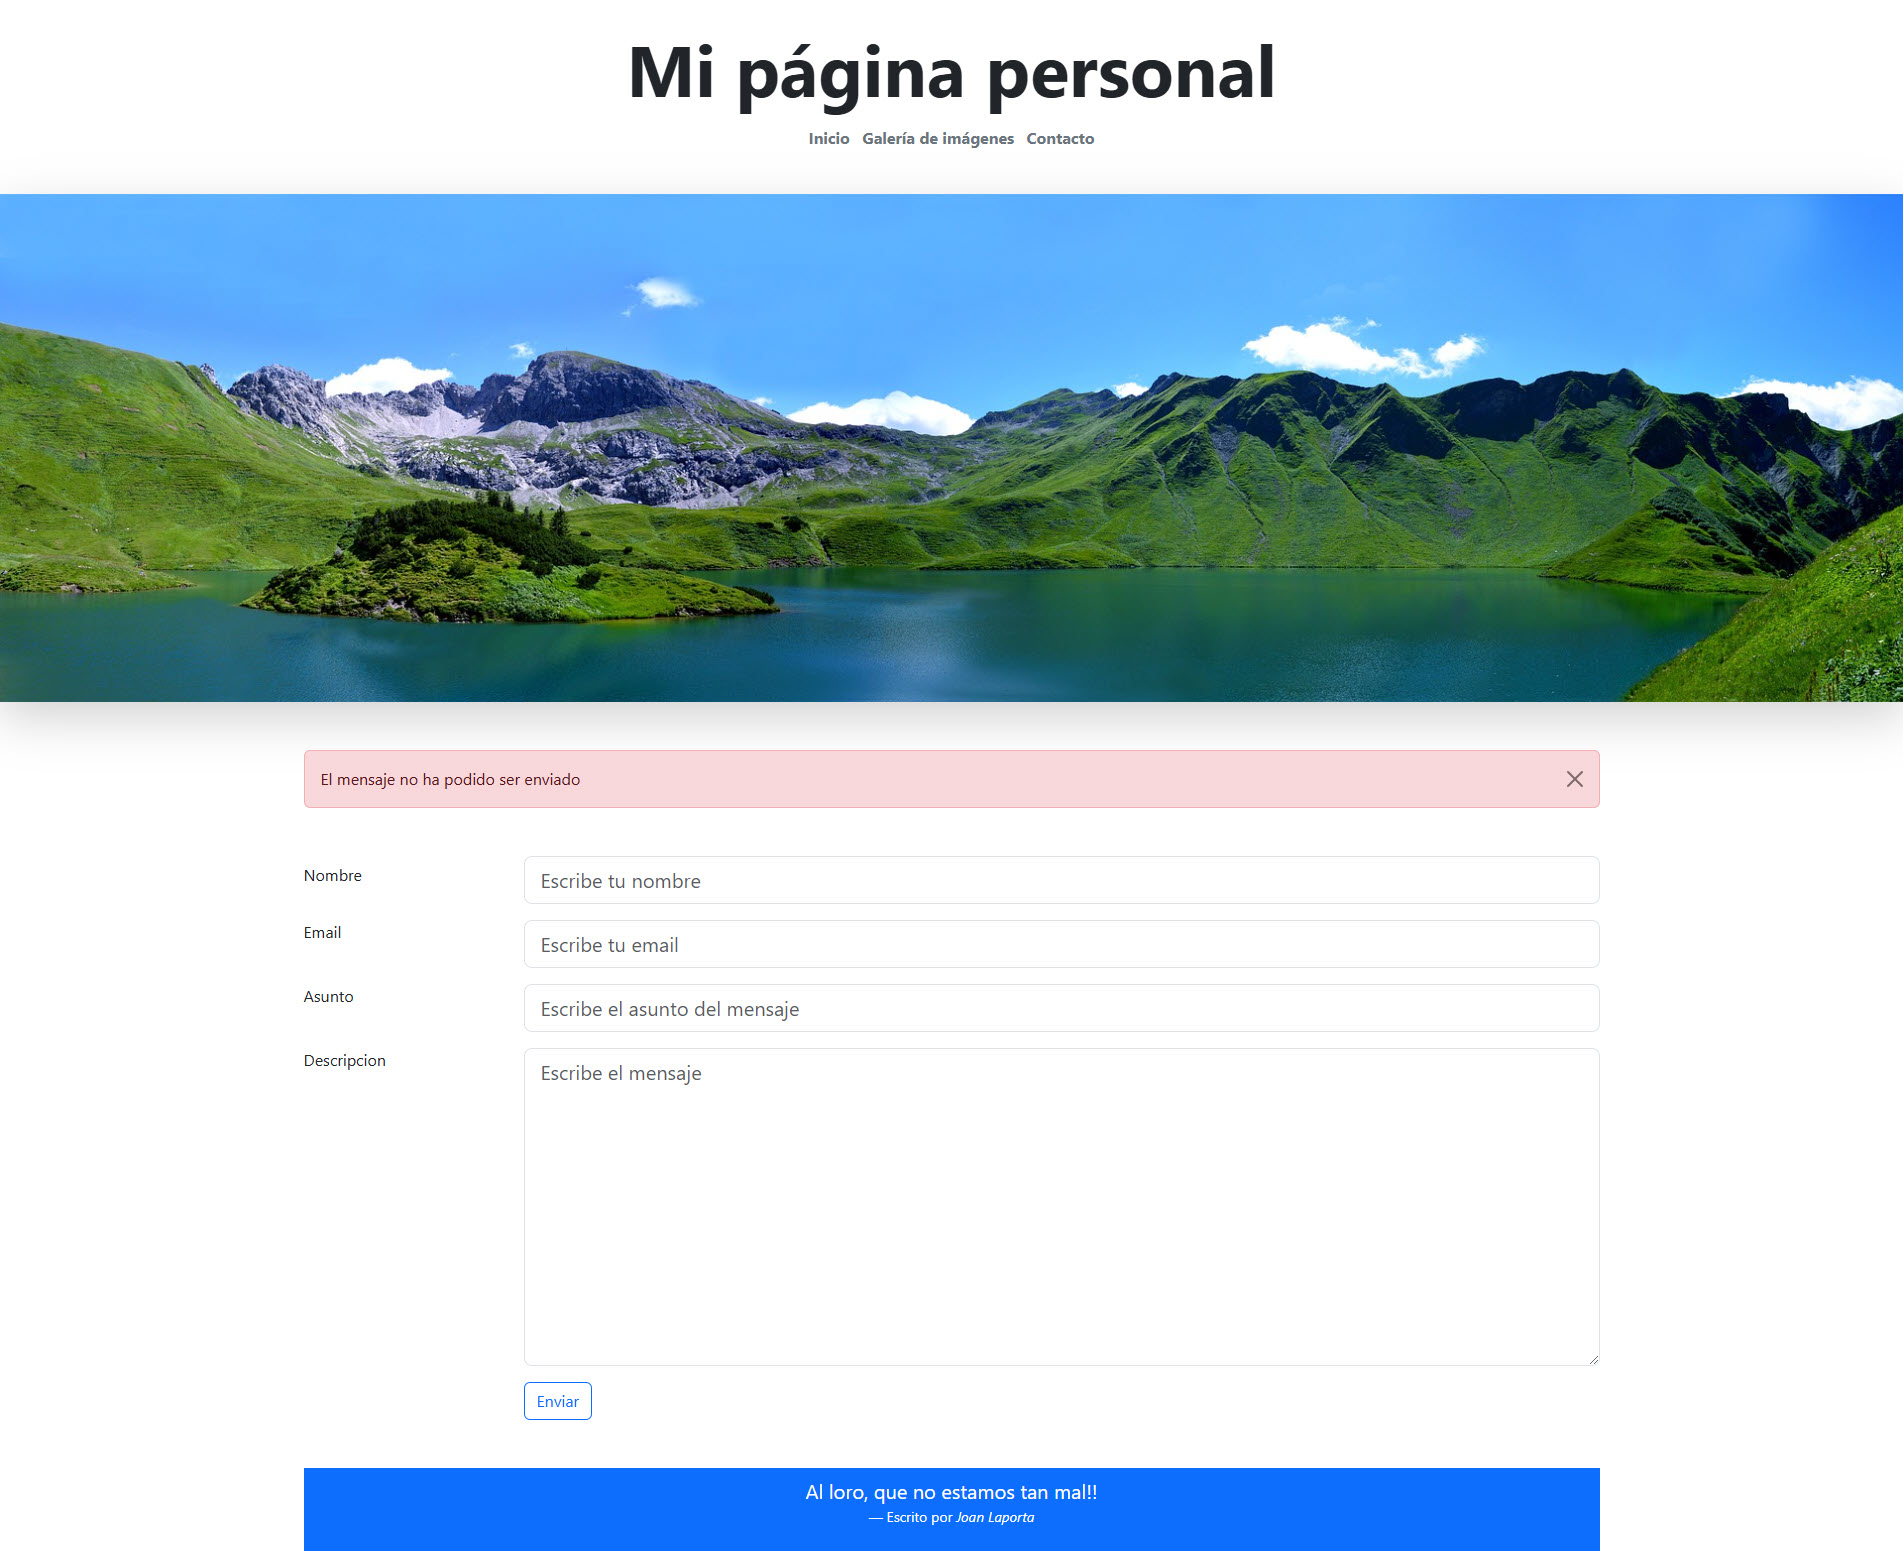 Mi página personal
Inicio Galería de imágenes Contacto
El mensaje no ha podido ser enviado
Nombre
Escribe tu nombre
Email
Escribe tu email
Asunto
Escribe el asunto del mensaje
Descripcion
Escribe el mensaje
Enviar
Al loro, que no estamos tan mal!!
— Escrito por Joan Laporta